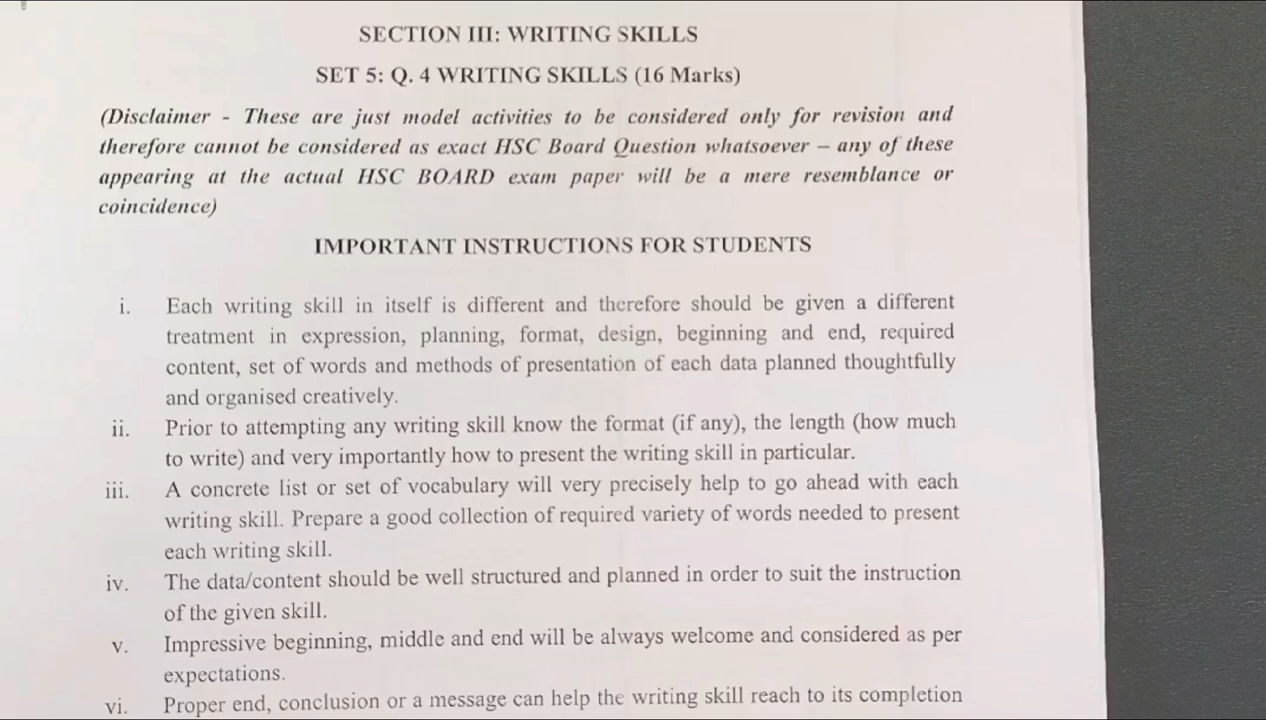 SECTION III: WRITING SKILLS
SET 5: Q. 4 WRITING SKILLS (16 Marks)
(Disclaimer - These are just model activities to be considered only for revision and
therefore cannot be considered as exact HSC Board Question whatsoever – any of these
appearing at the actual HSC BOARD exam paper will be a mere resemblance or
coincidence)
IMPORTANT INSTRUCTIONS FOR STUDENTS
i. Each writing skill in itself is different and therefore should be given a different
treatment in expression, planning, format, design, beginning and end, required
content, set of words and methods of presentation of each data planned thoughtfully
and organised creatively.
ii. Prior to attempting any writing skill know the format (if any), the length (how much
to write) and very importantly how to present the writing skill in particular.
iii. A concrete list or set of vocabulary will very precisely help to go ahead with each
writing skill. Prepare a good collection of required variety of words needed to present
each writing skill.
iv. The data/content should be well structured and planned in order to suit the instruction
of the given skill.
v. Impressive beginning, middle and end will be always welcome and considered as per
expectations.
vi. Proper end, conclusion or a message can help the writing skill reach to its completion